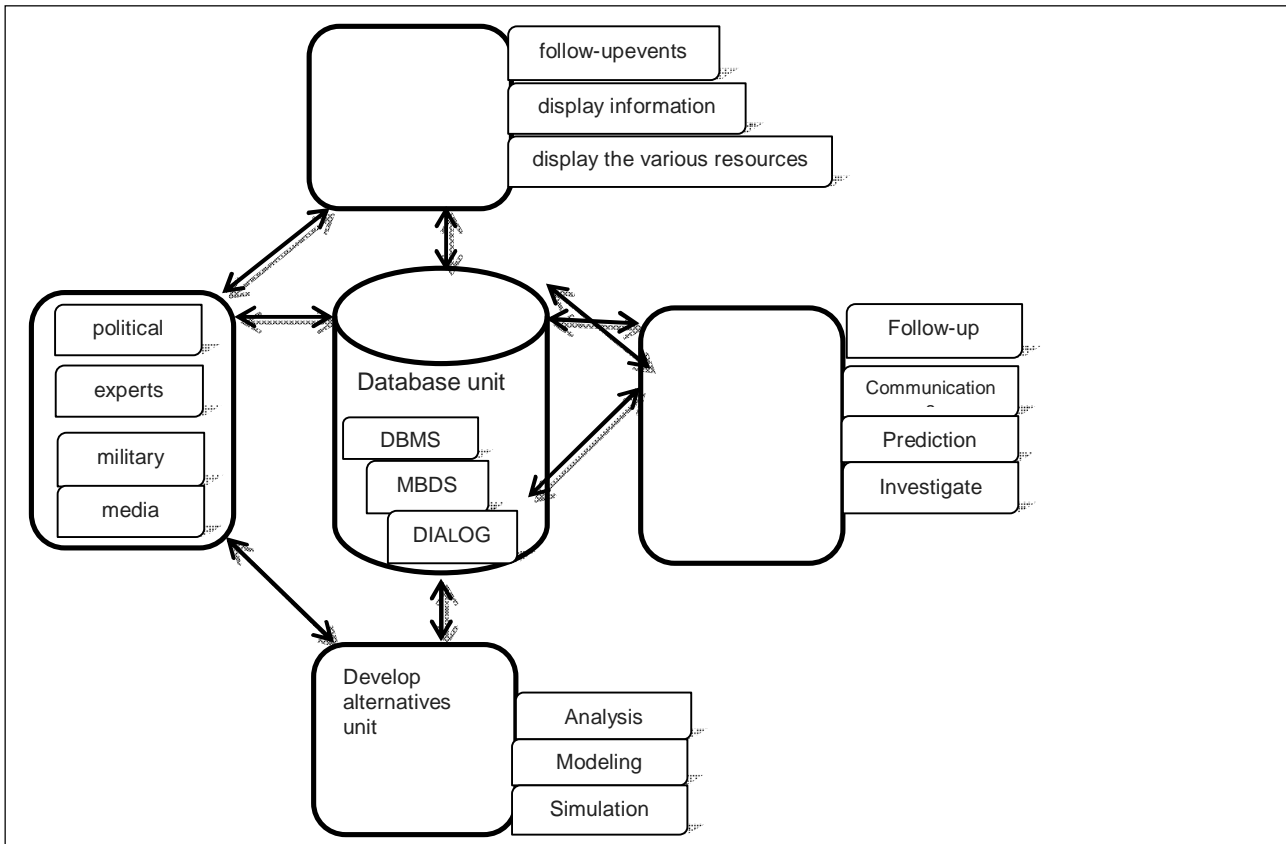 follow-upevents
display information
display the various resources
political
experts
military
media
Database unit
DBMS
MBDS
DIALOG
Follow-up
Communication
Prediction
Investigate
Develop
alternatives
unit
Analysis
Modeling
Simulation